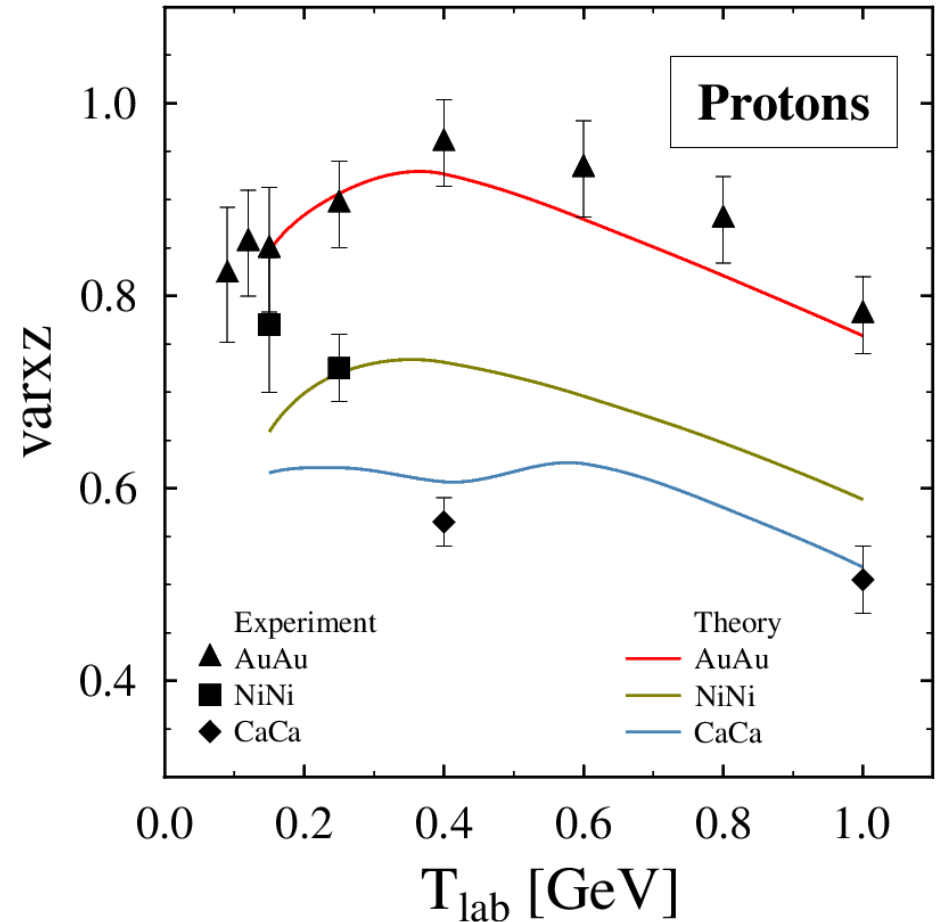 Protons
1.0
0.8
0.6
0.4
varxz
Experiment
AuAu
NiNi
CaCa
Theory
AuAu
NiNi
CaCa
0.0 0.2 0.4 0.6 0.8 1.0
T_lab [GeV]